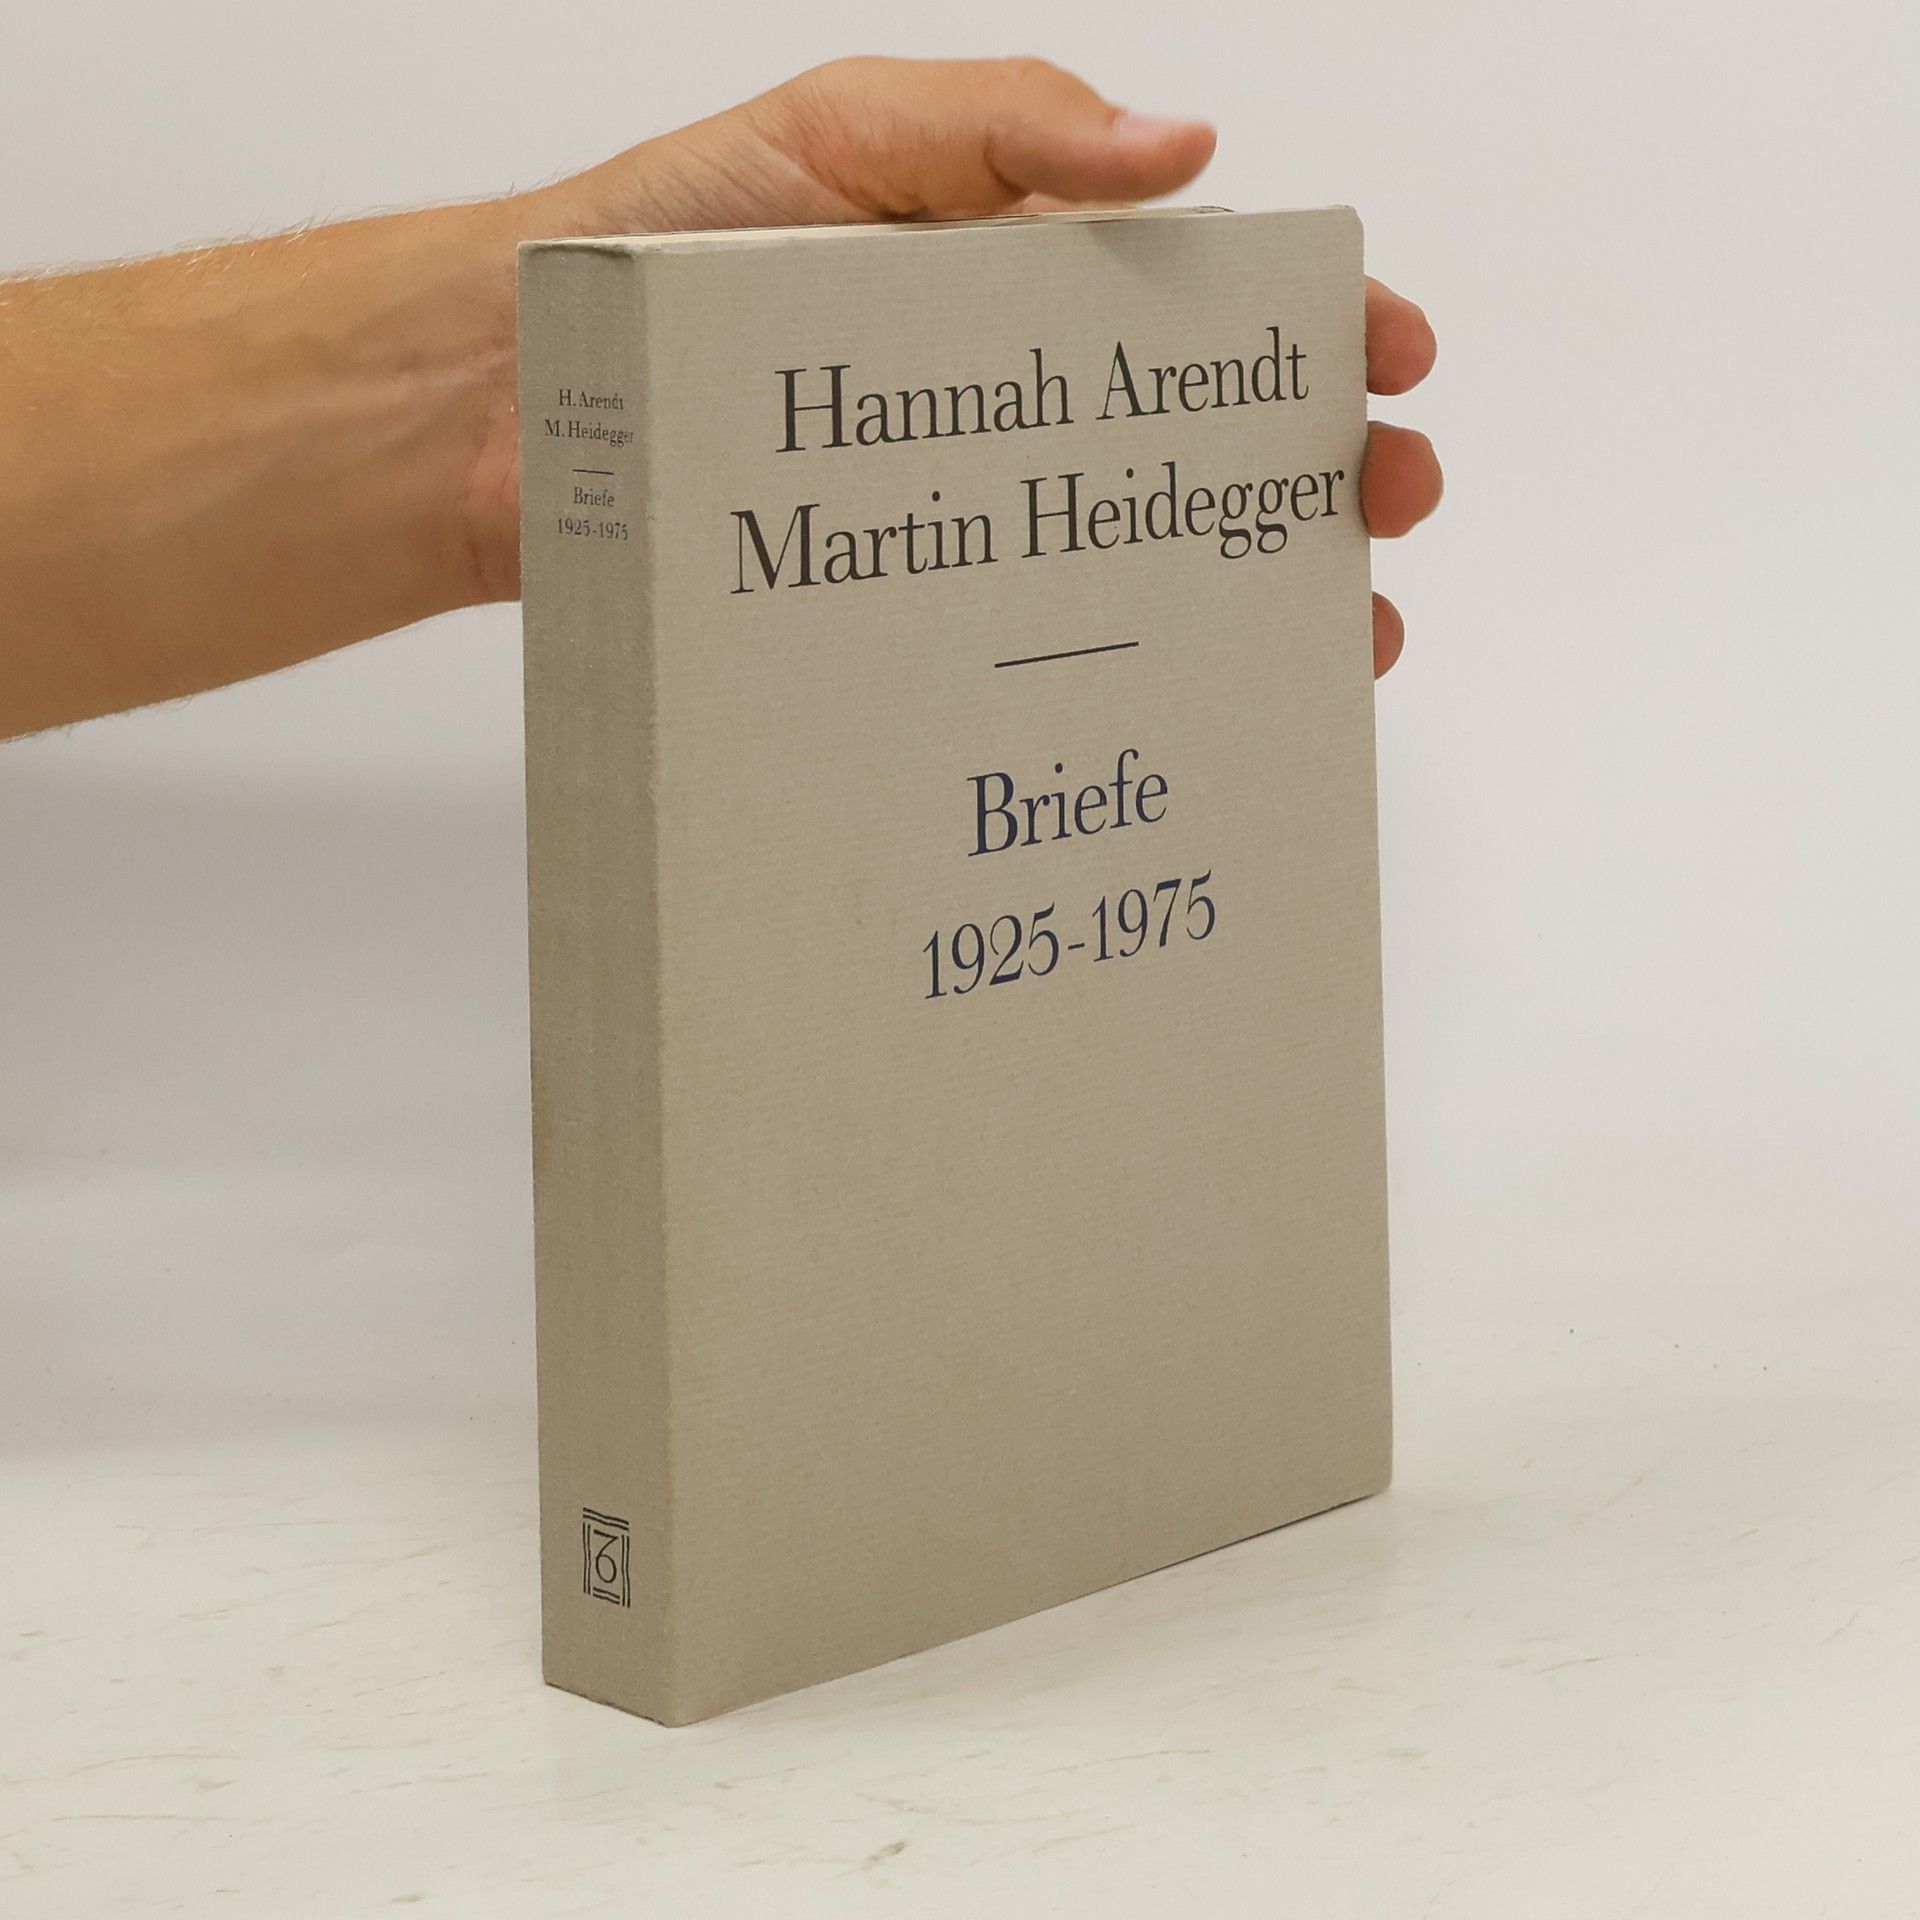 H. Arendt
M. Heidegger
Briefe
1925-1975
Hannah Arendt
Martin Heidegger
Briefe
1925-1975